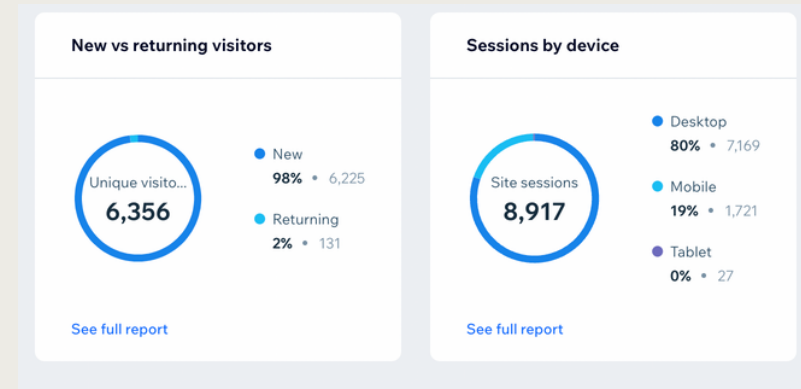 New vs returning visitors
Unique visito...
6,356
New
98% • 6,225
Returning
2% • 131
See full report
Sessions by device
Site sessions
8,917
Desktop
80% • 7,169
Mobile
19% • 1,721
Tablet
0% • 27
See full report